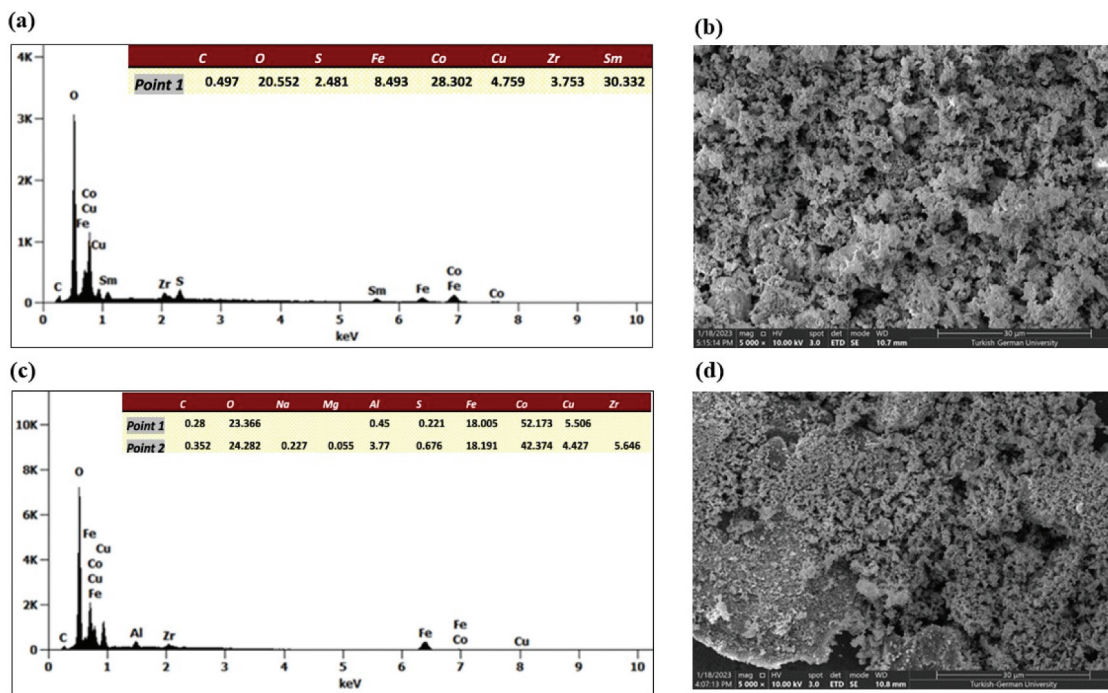 (a)
C O S Fe Co Cu Zr Sm
Point 1 0.497 20.552 2.481 8.493 28.302 4.759 3.753 30.332
4K
3K
2K
1K
0
O
Co
Cu
Fe
Cu
C
Sm
Zr
S
Sm
Fe
Co
Fe
Co
0 1 2 3 4 5 6 7 8 9 10
keV
(b)
1/18/2023 mag HV spot det mode WD
5:15:14 PM 5 000 × 10.00 kV 3.0 ETD SE 10.7 mm
30 µm
Turkish German University
(c)
C O Na Mg Al S Fe Co Cu Zr
Point 1 0.28 23.366 0.45 0.221 18.005 52.173 5.506
Point 2 0.352 24.282 0.227 0.055 3.77 0.676 18.191 42.374 4.427 5.646
10K
8K
6K
4K
2K
0
O
Fe
Cu
Co
Cu
Fe
C
Al
Zr
Fe
Fe
Co
Cu
0 1 2 3 4 5 6 7 8 9 10
keV
(d)
1/18/2023 mag HV spot det mode WD
4:07:13 PM 5 000 × 10.00 kV 3.0 ETD SE 10.8 mm
30 µm
Turkish-German University